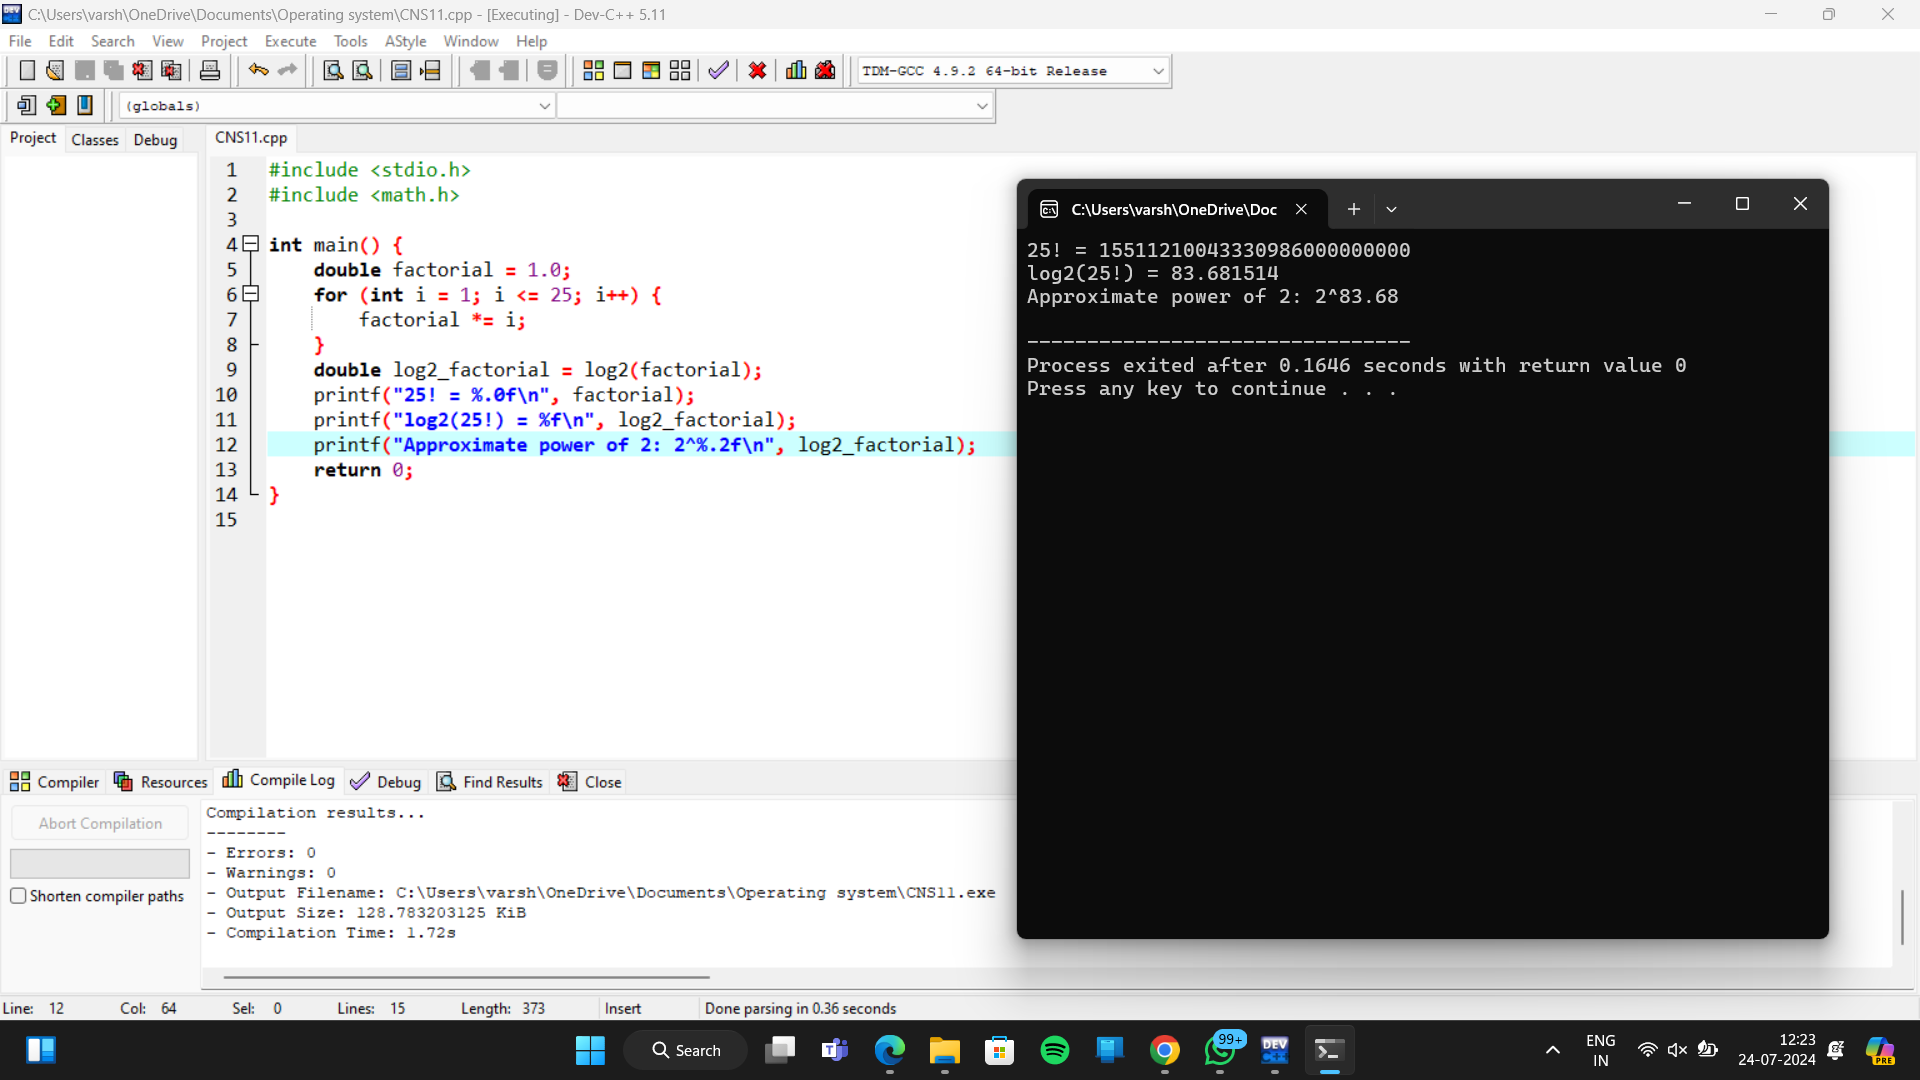 C:\Users\varsh\OneDrive\Documents\Operating system\CNS11.cpp - [Executing] - Dev-C++ 5.11
File Edit Search View Project Execute Tools AStyle Window Help
TDM-GCC 4.9.2 64-bit Release
(globals)
Project Classes Debug
CNS11.cpp
1 #include <stdio.h>
2 #include <math.h>
3
4 int main() {
5 double factorial = 1.0;
6 for (int i = 1; i <= 25; i++) {
7 factorial *= i;
8 }
9 double log2_factorial = log2(factorial);
10 printf("25! = %.0f\n", factorial);
11 printf("log2(25!) = %f\n", log2_factorial);
12 printf("Approximate power of 2: 2^%.2f\n", log2_factorial);
13 return 0;
14 }
15
C:\Users\varsh\OneDrive\Doc
25! = 15511210043330986000000000
log2(25!) = 83.681514
Approximate power of 2: 2^83.68
--------------------------------
Process exited after 0.1646 seconds with return value 0
Press any key to continue . . .
Compiler Resources Compile Log Debug Find Results Close
Abort Compilation
Shorten compiler paths
Compilation results...
--------
- Errors: 0
- Warnings: 0
- Output Filename: C:\Users\varsh\OneDrive\Documents\Operating system\CNS11.exe
- Output Size: 128.783203125 KiB
- Compilation Time: 1.72s
Line: 12 Col: 64 Sel: 0 Lines: 15 Length: 373 Insert Done parsing in 0.36 seconds
Search
99+
DEV
C++
ENG
IN
12:23
24-07-2024
PRE